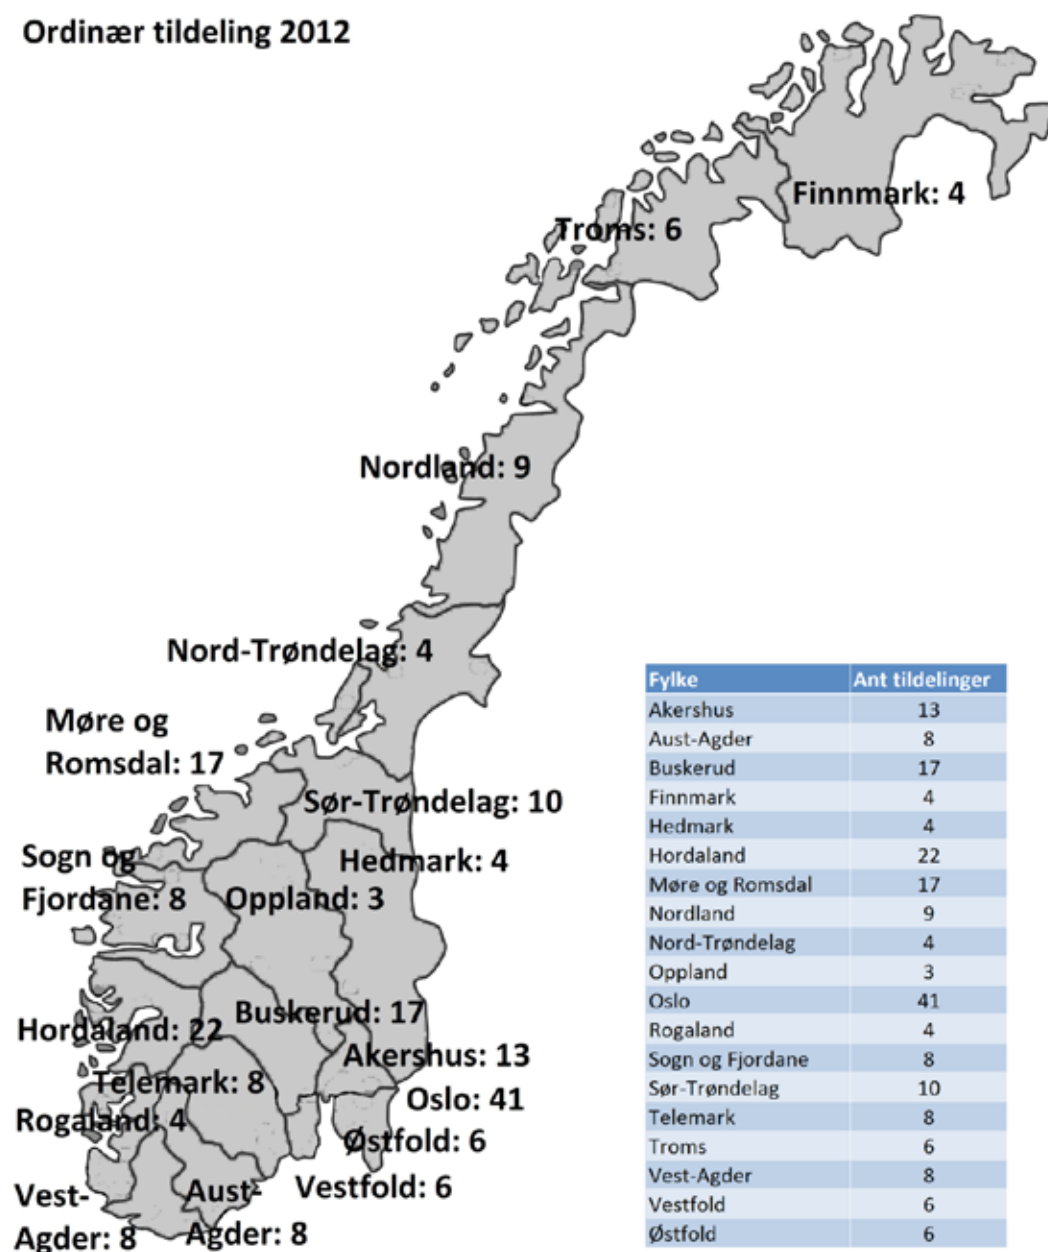 Ordinær tildeling 2012
Finnmark: 4
Troms: 6
Nordland: 9
Nord-Trøndelag: 4
Møre og
Romsdal: 17
Sør-Trøndelag: 10
Sogn og
Fjordane: 8
Hedmark: 4
Oppland: 3
Buskerud: 17
Hordaland: 22
Akershus: 13
Telemark: 8
Oslo: 41
Rogaland: 4
Østfold: 6
Vestfold: 6
Vest-
Agder: 8
Aust-
Agder: 8
Fylke Ant tildelinger
Akershus 13
Aust-Agder 8
Buskerud 17
Finnmark 4
Hedmark 4
Hordaland 22
Møre og Romsdal 17
Nordland 9
Nord-Trøndelag 4
Oppland 3
Oslo 41
Rogaland 4
Sogn og Fjordane 8
Sør-Trøndelag 10
Telemark 8
Troms 6
Vest-Agder 8
Vestfold 6
Østfold 6